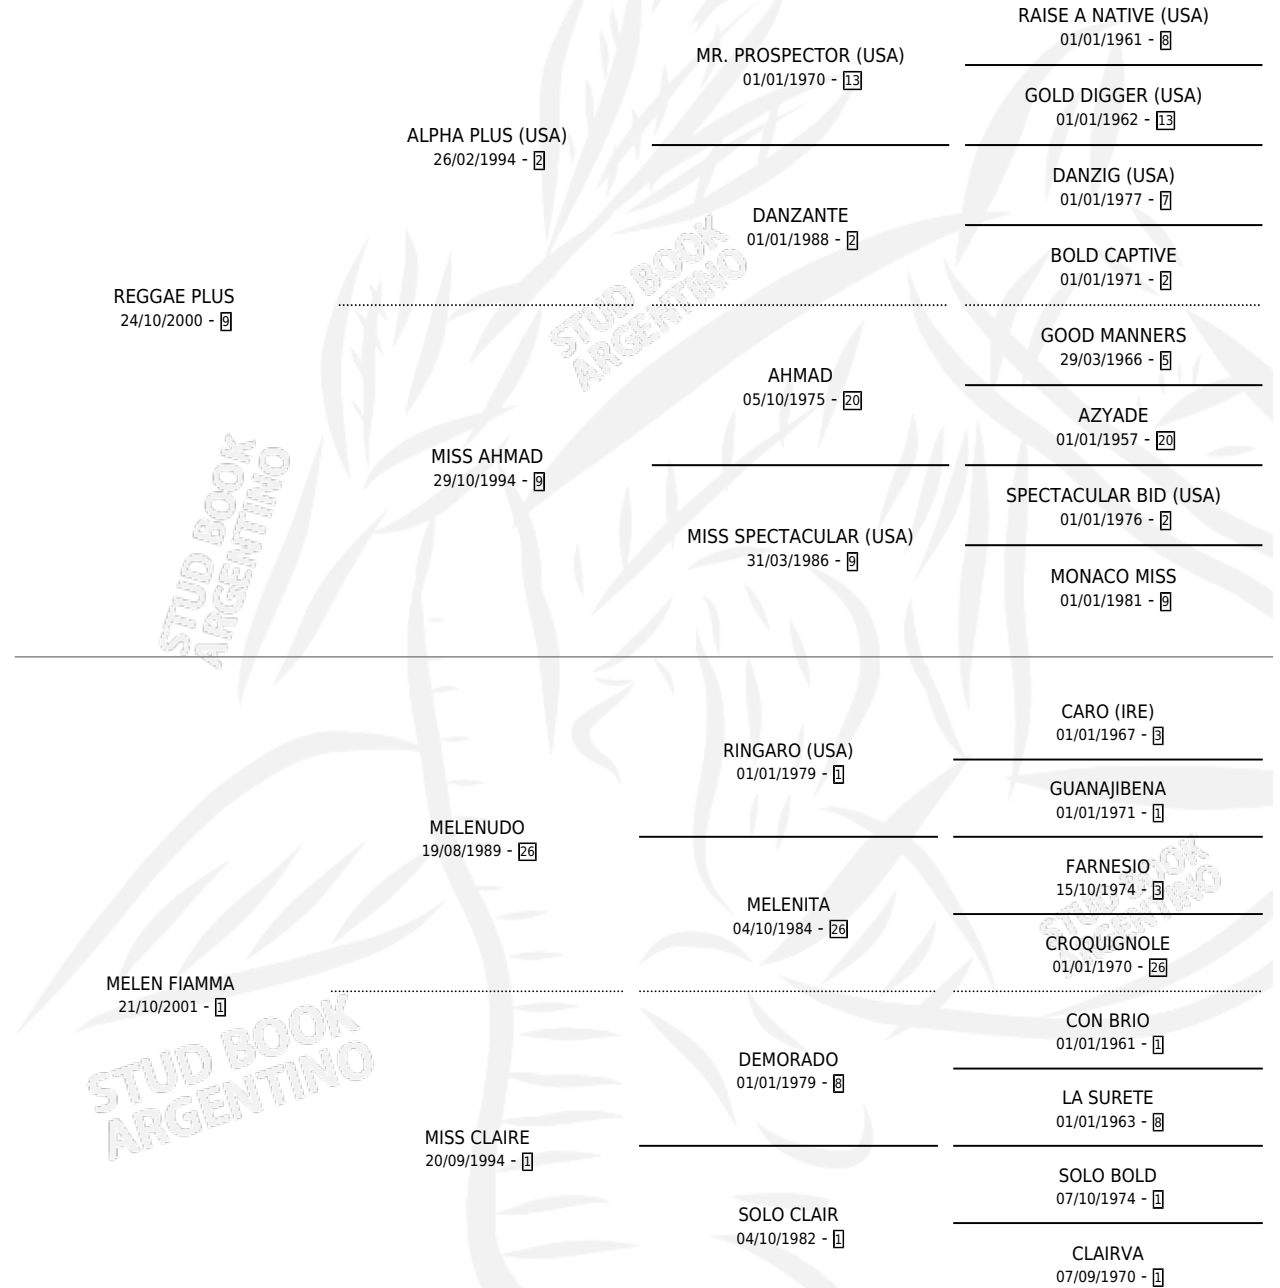 RAISE A NATIVE (USA)
01/01/1961 - 8
MR. PROSPECTOR (USA)
01/01/1970 - 13
GOLD DIGGER (USA)
01/01/1962 - 13
ALPHA PLUS (USA)
26/02/1994 - 2
DANZIG (USA)
01/01/1977 - 7
DANZANTE
01/01/1988 - 2
BOLD CAPTIVE
01/01/1971 - 2
REGGAE PLUS
24/10/2000 - 9
GOOD MANNERS
29/03/1966 - 5
AHMAD
05/10/1975 - 20
AZYADE
01/01/1957 - 20
MISS AHMAD
29/10/1994 - 9
SPECTACULAR BID (USA)
01/01/1976 - 2
MISS SPECTACULAR (USA)
31/03/1986 - 9
MONACO MISS
01/01/1981 - 9
CARO (IRE)
01/01/1967 - 3
RINGARO (USA)
01/01/1979 - 1
GUANAJIBENA
01/01/1971 - 1
MELENUDO
19/08/1989 - 26
FARNESIO
15/10/1974 - 3
MELENITA
04/10/1984 - 26
CROQUIGNOLE
01/01/1970 - 26
MELEN FIAMMA
21/10/2001 - 1
CON BRIO
01/01/1961 - 1
DEMORADO
01/01/1979 - 8
LA SURETE
01/01/1963 - 8
MISS CLAIRE
20/09/1994 - 1
SOLO BOLD
07/10/1974 - 1
SOLO CLAIR
04/10/1982 - 1
CLAIRVA
07/09/1970 - 1
STUD BOOK
ARGENTINO
STUD BOOK
ARGENTINO
STUD BOOK
ARGENTINO
STUD BOOK
ARGENTINO